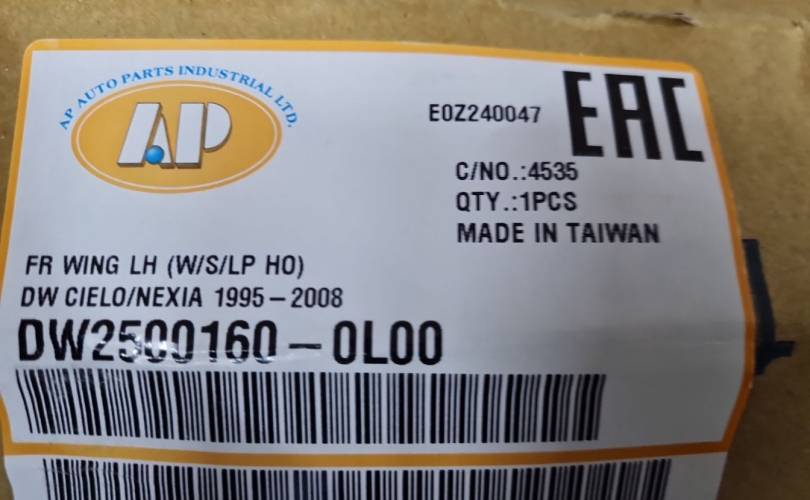 AP AUTO PARTS INDUSTRIAL LTD.
AP
E0Z240047
EAC
C/NO.:4535
QTY.:1PCS
MADE IN TAIWAN
FR WING LH (W/S/LP HO)
DW CIELO/NEXIA 1995-2008
DW2500160-0L00